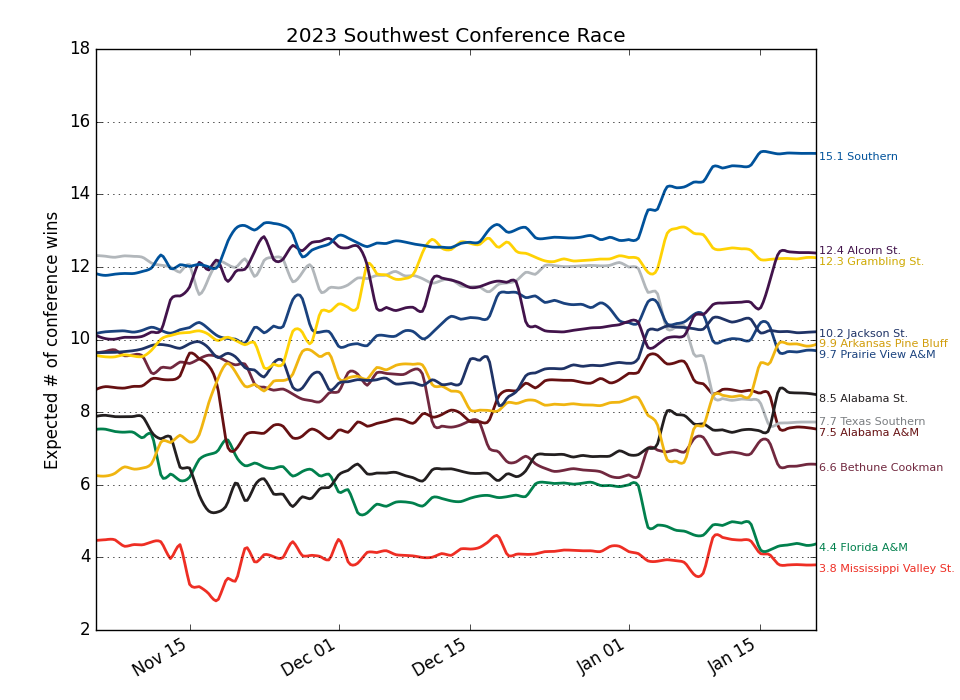 2023 Southwest Conference Race
Expected # of conference wins
18
16
14
12
10
8
6
4
2
Nov 15
Dec 01
Dec 15
Jan 01
Jan 15
15.1 Southern
12.4 Alcorn St.
12.3 Grambling St.
10.2 Jackson St.
9.9 Arkansas Pine Bluff
9.7 Prairie View A&M
8.5 Alabama St.
7.7 Texas Southern
7.5 Alabama A&M
6.6 Bethune Cookman
4.4 Florida A&M
3.8 Mississippi Valley St.